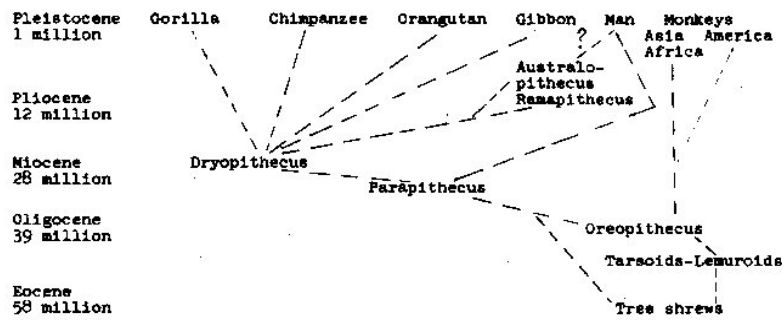 Pleistocene Gorilla Chimpanzee Orangutan Gibbon Man Monkeys
1 million ? Asia America
Africa
Australo-
pithecus
Pliocene Ramapithecus
12 million
Miocene Dryopithecus
28 million Parapithecus
Oligocene Oreopithecus
39 million
Tarsoids-Lemuroids
Eocene
58 million Tree shrews